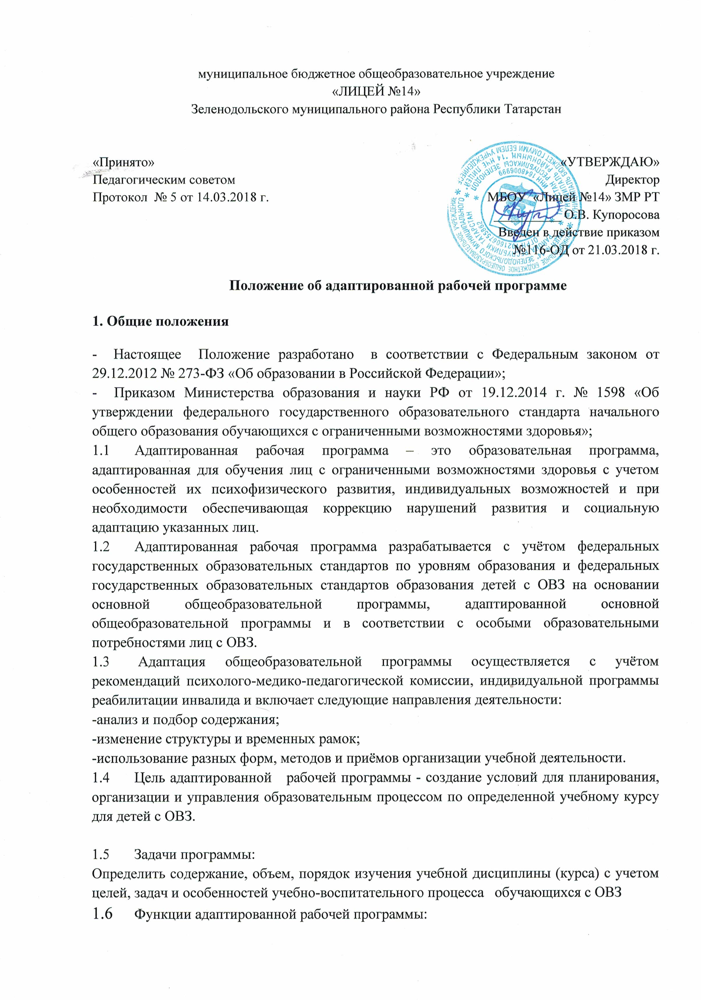 муниципальное бюджетное общеобразовательное учреждение
«ЛИЦЕЙ №14»
Зеленодольского муниципального района Республики Татарстан
«Принято»
Педагогическим советом
Протокол № 5 от 14.03.2018 г.
«УТВЕРЖДАЮ»
Директор
МБОУ «Лицей №14» ЗМР РТ
О.В. Купоросова
Введен в действие приказом
№116-ОД от 21.03.2018 г.
ИНН 1648006999
ОГРН 1021606755862
Положение об адаптированной рабочей программе
1. Общие положения
- Настоящее Положение разработано в соответствии с Федеральным законом от
29.12.2012 № 273-ФЗ «Об образовании в Российской Федерации»;
- Приказом Министерства образования и науки РФ от 19.12.2014 г. № 1598 «Об
утверждении федерального государственного образовательного стандарта начального
общего образования обучающихся с ограниченными возможностями здоровья»;
1.1 Адаптированная рабочая программа – это образовательная программа,
адаптированная для обучения лиц с ограниченными возможностями здоровья с учетом
особенностей их психофизического развития, индивидуальных возможностей и при
необходимости обеспечивающая коррекцию нарушений развития и социальную
адаптацию указанных лиц.
1.2 Адаптированная рабочая программа разрабатывается с учётом федеральных
государственных образовательных стандартов по уровням образования и федеральных
государственных образовательных стандартов образования детей с ОВЗ на основании
основной общеобразовательной программы, адаптированной основной
общеобразовательной программы и в соответствии с особыми образовательными
потребностями лиц с ОВЗ.
1.3 Адаптация общеобразовательной программы осуществляется с учётом
рекомендаций психолого-медико-педагогической комиссии, индивидуальной программы
реабилитации инвалида и включает следующие направления деятельности:
-анализ и подбор содержания;
-изменение структуры и временных рамок;
-использование разных форм, методов и приёмов организации учебной деятельности.
1.4 Цель адаптированной рабочей программы - создание условий для планирования,
организации и управления образовательным процессом по определенной учебному курсу
для детей с ОВЗ.
1.5 Задачи программы:
Определить содержание, объем, порядок изучения учебной дисциплины (курса) с учетом
целей, задач и особенностей учебно-воспитательного процесса обучающихся с ОВЗ
1.6 Функции адаптированной рабочей программы: